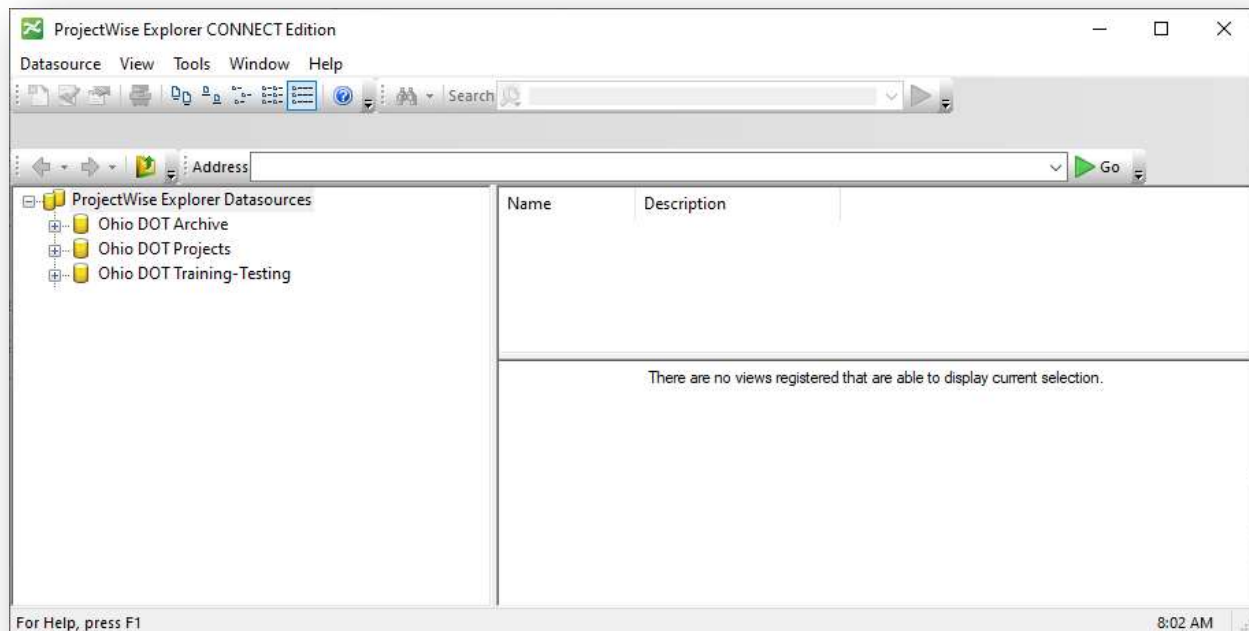 ProjectWise Explorer CONNECT Edition
Datasource View Tools Window Help
Search
Address Go
ProjectWise Explorer Datasources
Ohio DOT Archive
Ohio DOT Projects
Ohio DOT Training-Testing
Name Description
There are no views registered that are able to display current selection.
For Help, press F1 8:02 AM